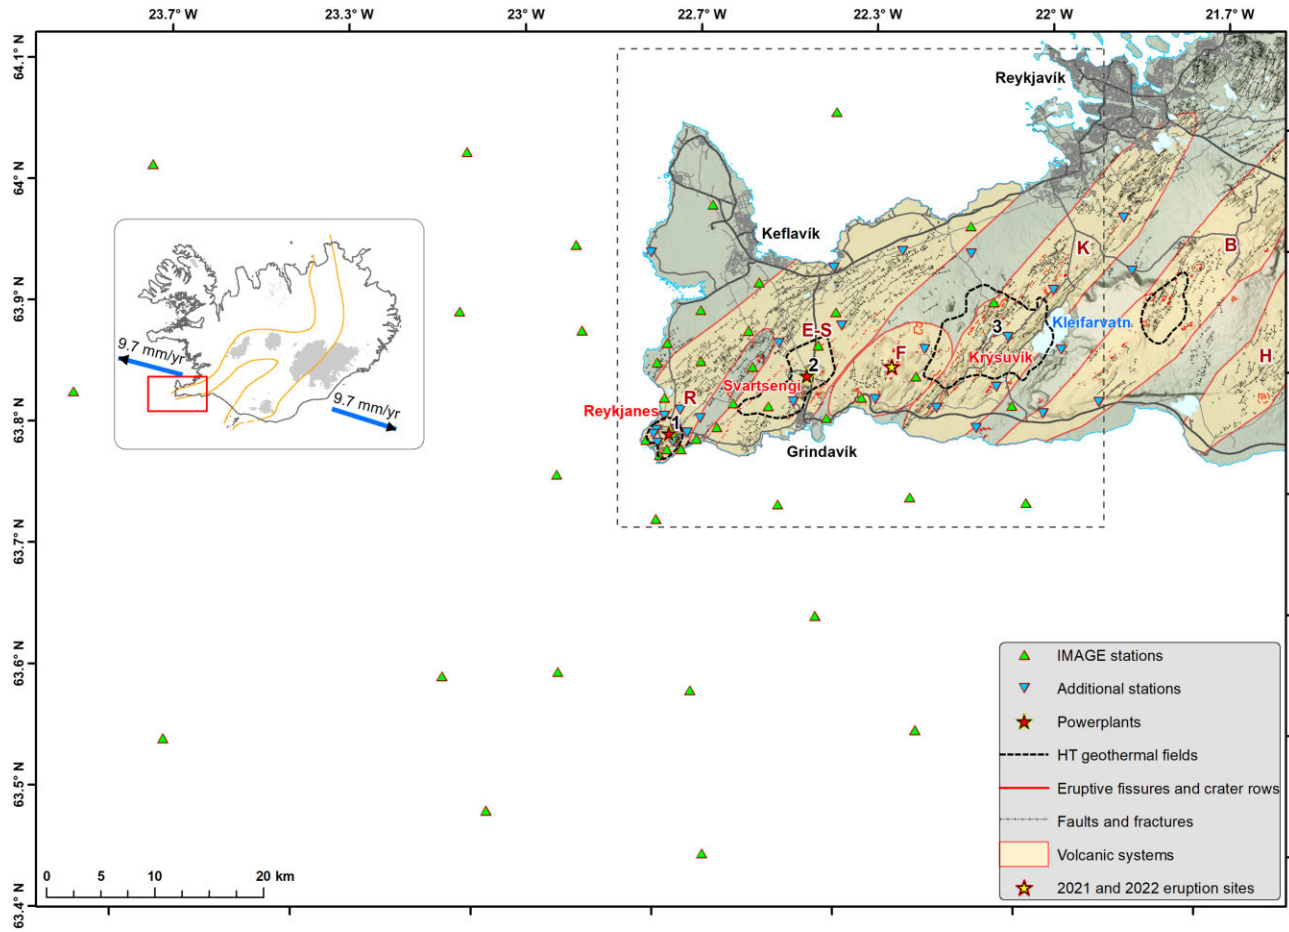 23.7° W 23.3° W 23° W 22.7° W 22.3° W 22° W 21.7° W
64.1° N
64° N
63.9° N
63.8° N
63.7° N
63.6° N
63.5° N
63.4° N
Reykjavík
Keflavík
K
B
E-S
3
Kleifarvatn
F
Krýsuvík
H
2
Svartsengi
R
Reykjanes
1
Grindavík
9.7 mm/yr
9.7 mm/yr
IMAGE stations
Additional stations
Powerplants
HT geothermal fields
Eruptive fissures and crater rows
Faults and fractures
Volcanic systems
2021 and 2022 eruption sites
0 5 10 20 km